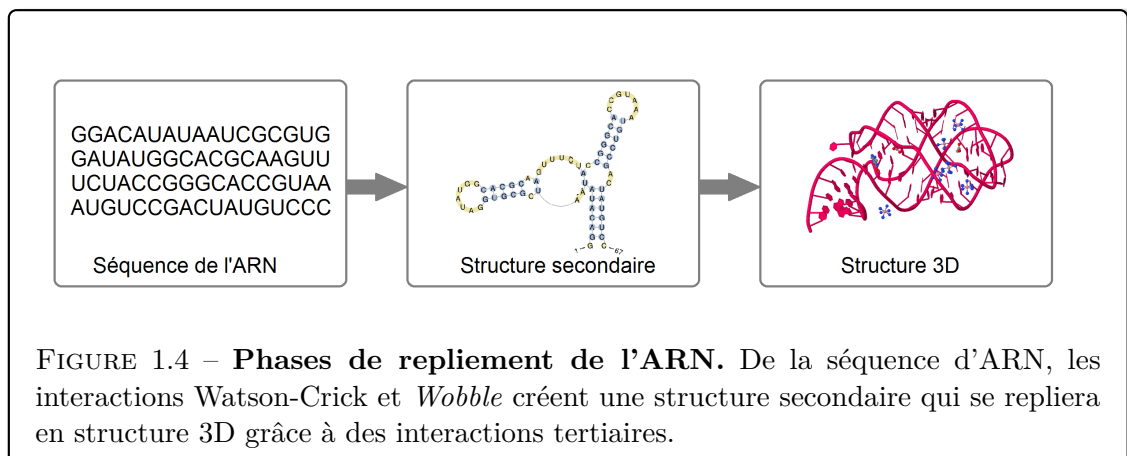 GGACAUAUAAUCGCGUG
GAUAUGGCACGCAAGUU
UCUACCGGGCACCGUAA
AUGUCCGACUAUGUCCC
Séquence de l'ARN
1
67
Structure secondaire
Structure 3D
FIGURE 1.4 – Phases de repliement de l'ARN. De la séquence d'ARN, les
interactions Watson-Crick et Wobble créent une structure secondaire qui se repliera
en structure 3D grâce à des interactions tertiaires.